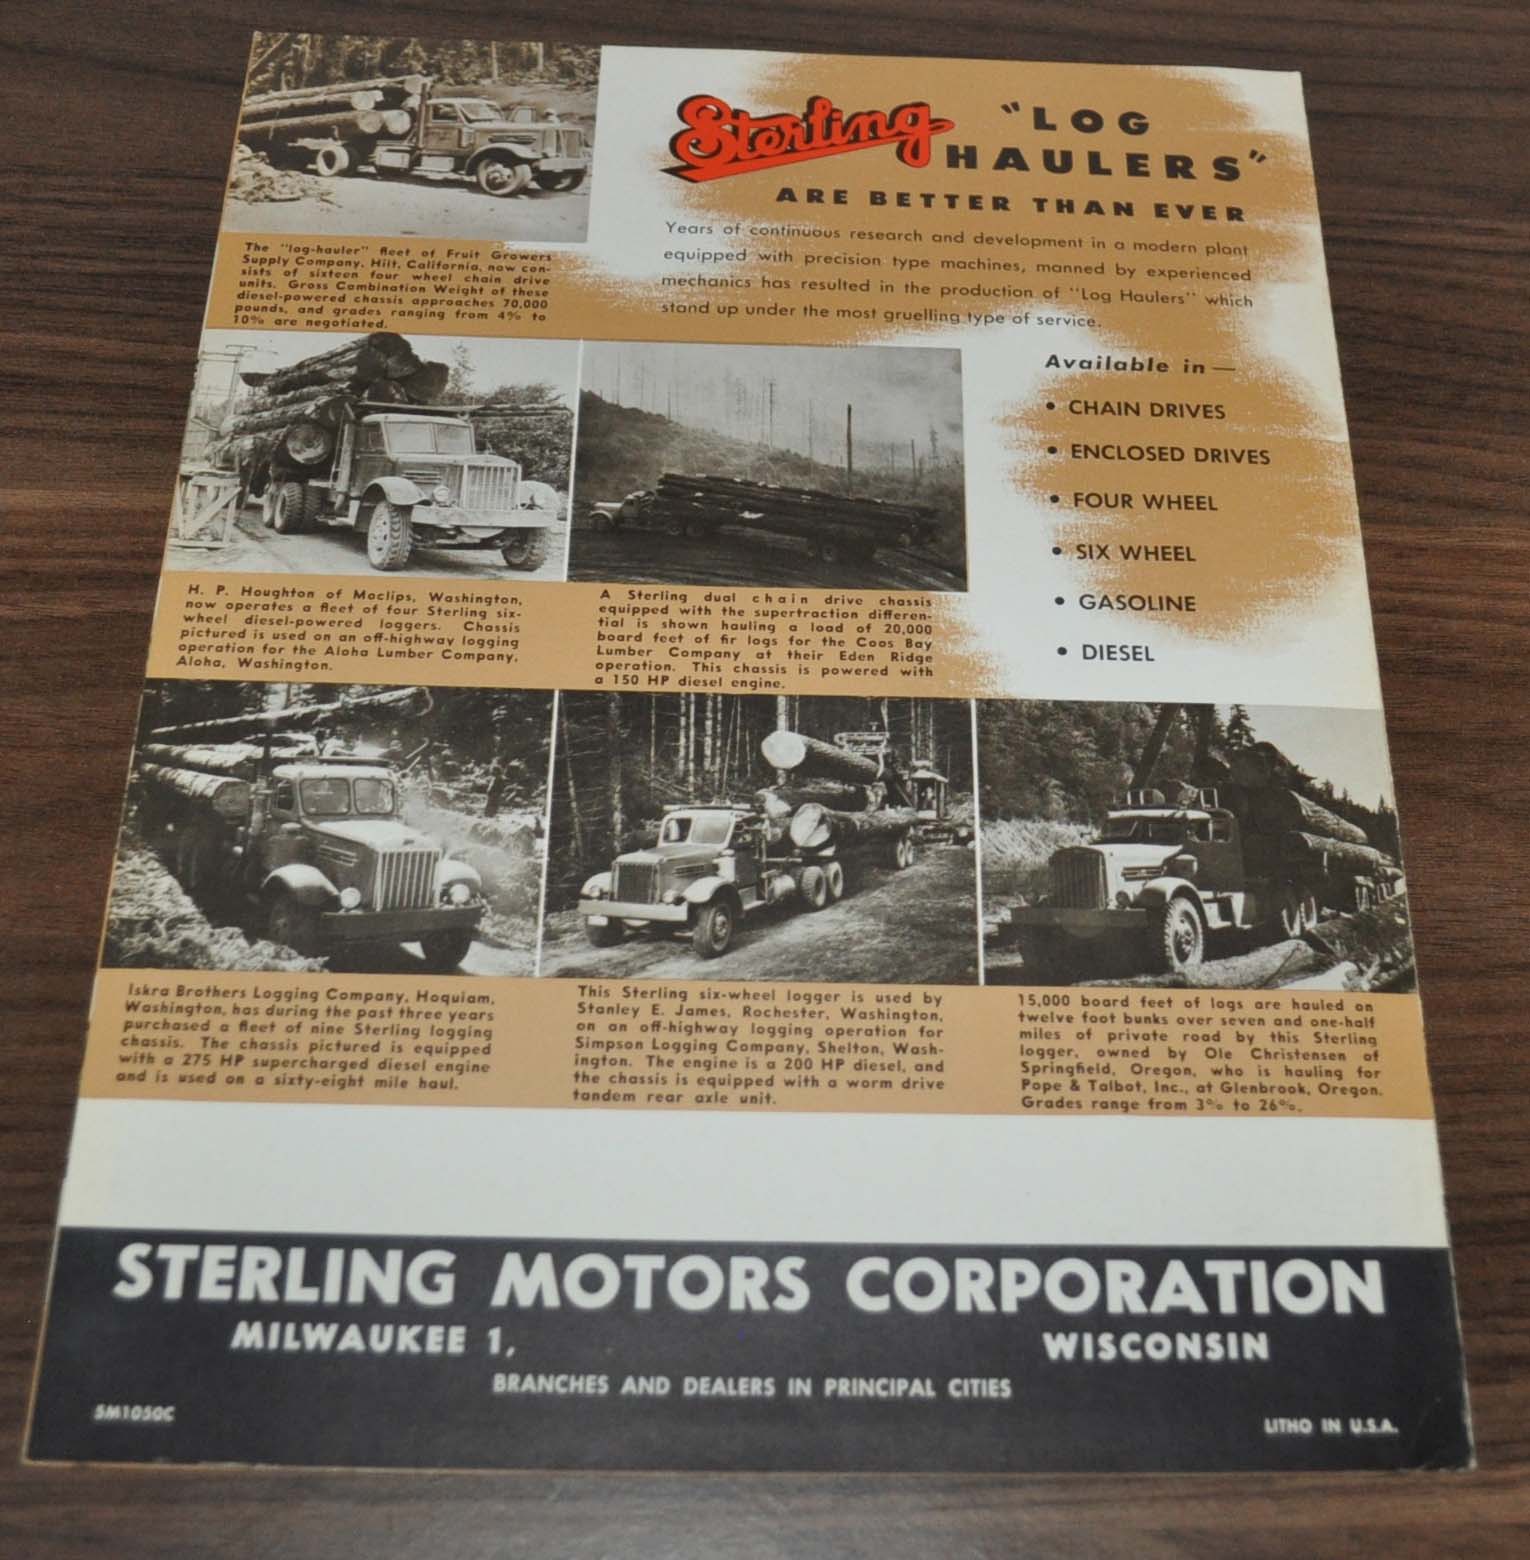 Sterling "LOG
HAULERS"
ARE BETTER THAN EVER
Years of continuous research and development in a modern plant
equipped with precision type machines, manned by experienced
mechanics has resulted in the production of "Log Haulers" which
stand up under the most gruelling type of service.
The "log-hauler" fleet of Fruit Growers
Supply Company, Hilt, California, now con-
sists of sixteen four wheel chain drive
units. Gross Combination Weight of these
diesel-powered chassis approaches 70,000
pounds, and grades ranging from 4% to
10% are negotiated.
Available in—
• CHAIN DRIVES
• ENCLOSED DRIVES
• FOUR WHEEL
• SIX WHEEL
• GASOLINE
• DIESEL
H. P. Houghton of Moclips, Washington,
now operates a fleet of four Sterling six-
wheel diesel-powered loggers. Chassis
pictured is used on an off-highway logging
operation for the Aloha Lumber Company,
Aloha, Washington.
A Sterling dual chain drive chassis
equipped with the supertraction differen-
tial is shown hauling a load of 20,000
board feet of fir logs for the Coos Bay
Lumber Company at their Eden Ridge
operation. This chassis is powered with
a 150 HP diesel engine.
Iskra Brothers Logging Company, Hoquiam,
Washington, has during the past three years
purchased a fleet of nine Sterling logging
chassis. The chassis pictured is equipped
with a 275 HP supercharged diesel engine
and is used on a sixty-eight mile haul.
This Sterling six-wheel logger is used by
Stanley E. James, Rochester, Washington,
on an off-highway logging operation for
Simpson Logging Company, Shelton, Wash-
ington. The engine is a 200 HP diesel, and
the chassis is equipped with a worm drive
tandem rear axle unit.
15,000 board feet of logs are hauled on
twelve foot bunks over seven and one-half
miles of private road by this Sterling
logger, owned by Ole Christensen of
Springfield, Oregon, who is hauling for
Pope & Talbot, Inc., at Glenbrook, Oregon.
Grades range from 3% to 26%.
STERLING MOTORS CORPORATION
MILWAUKEE 1, WISCONSIN
BRANCHES AND DEALERS IN PRINCIPAL CITIES
5M1050C
LITHO IN U.S.A.